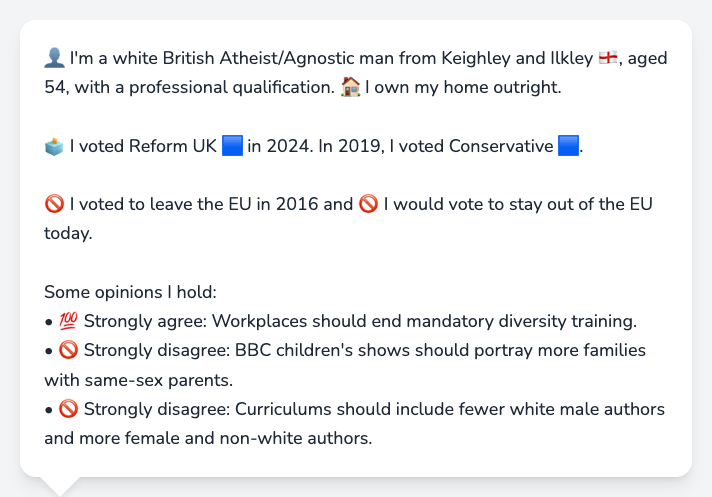 👤 I'm a white British Atheist/Agnostic man from Keighley and Ilkley 🏴󠁧󠁢󠁥󠁮󠁧󠁿, aged
54, with a professional qualification. 🏠 I own my home outright.
🗳️ I voted Reform UK 🟦 in 2024. In 2019, I voted Conservative 🟦.
🚫 I voted to leave the EU in 2016 and 🚫 I would vote to stay out of the EU
today.
Some opinions I hold:
• 💯 Strongly agree: Workplaces should end mandatory diversity training.
• 🚫 Strongly disagree: BBC children's shows should portray more families
with same-sex parents.
• 🚫 Strongly disagree: Curriculums should include fewer white male authors
and more female and non-white authors.